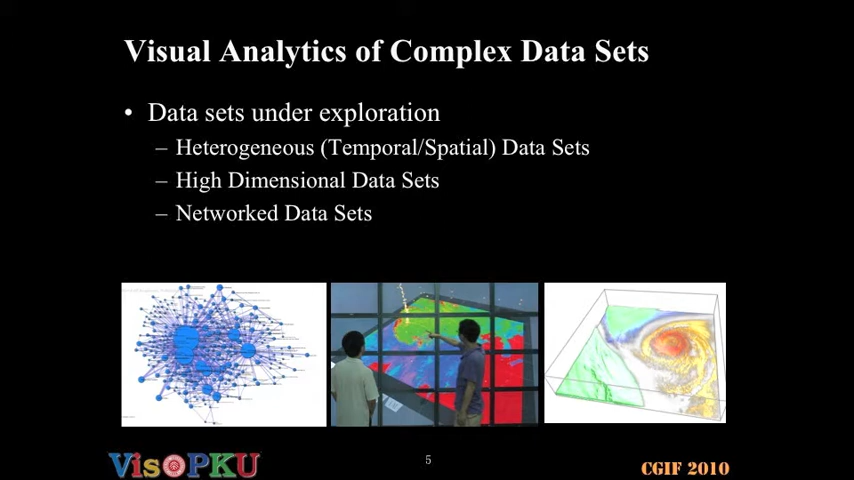 Visual Analytics of Complex Data Sets
• Data sets under exploration
– Heterogeneous (Temporal/Spatial) Data Sets
– High Dimensional Data Sets
– Networked Data Sets
VisPKU
5
CGIF 2010